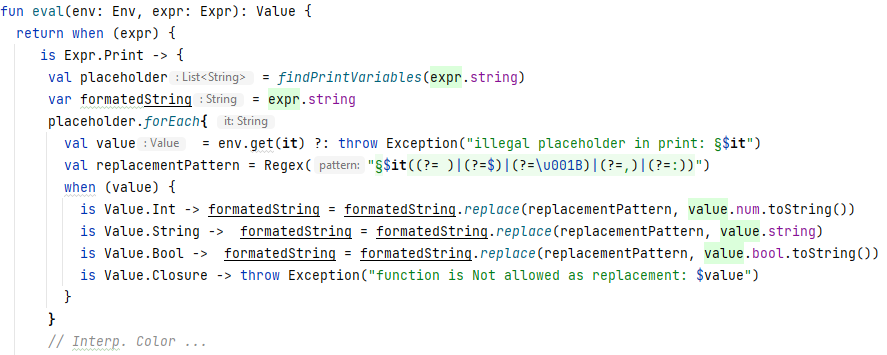 fun eval(env: Env, expr: Expr): Value {
return when (expr) {
is Expr.Print -> {
val placeholder : List<String> = findPrintVariables(expr.string)
var formatedString : String = expr.string
placeholder.forEach{ it: String
val value : Value = env.get(it) ?: throw Exception("illegal placeholder in print: §$it")
val replacementPattern = Regex( pattern: "§$it((?= )|(?=$)|(?=\u001B)|(?=,)|(?=:))")
when (value) {
is Value.Int -> formatedString = formatedString.replace(replacementPattern, value.num.toString())
is Value.String -> formatedString = formatedString.replace(replacementPattern, value.string)
is Value.Bool -> formatedString = formatedString.replace(replacementPattern, value.bool.toString())
is Value.Closure -> throw Exception("function is Not allowed as replacement: $value")
}
}
// Interp. Color ...